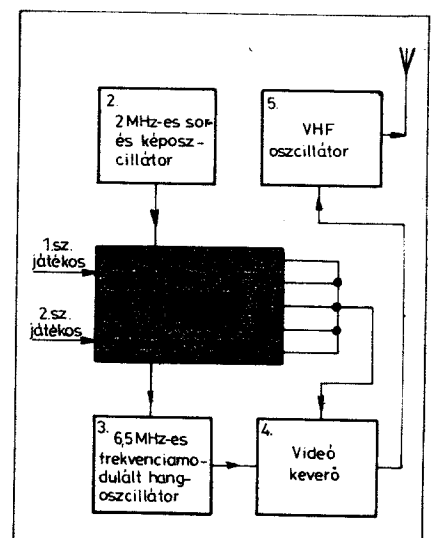 2.
2 MHz-es sor-
és képosz-
cillátor
5.
VHF
oszcillátor
1.sz.
játékos
2.sz.
játékos
3.
6,5 MHz-es
frekvenciamo-
dulált hang-
oszcillátor
4.
Videó
keverő